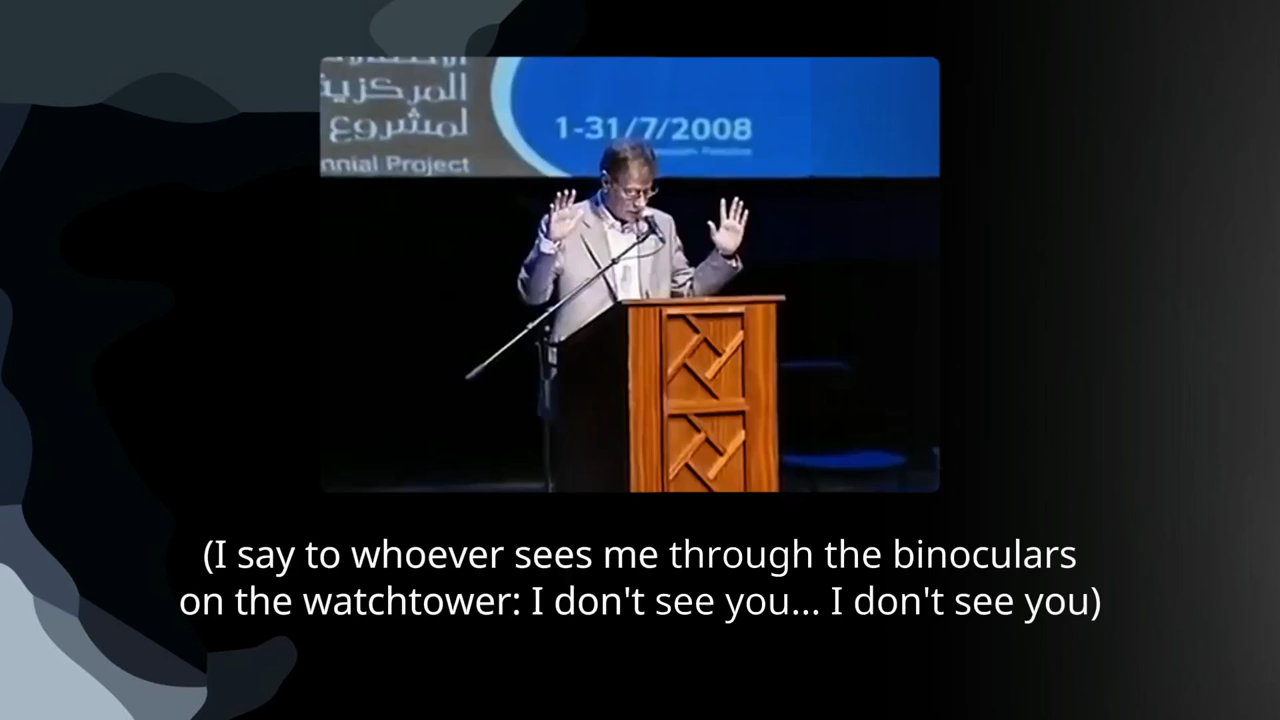 المركزية
لمشروع
nnial Project
1-31/7/2008
(I say to whoever sees me through the binoculars
on the watchtower: I don't see you... I don't see you)